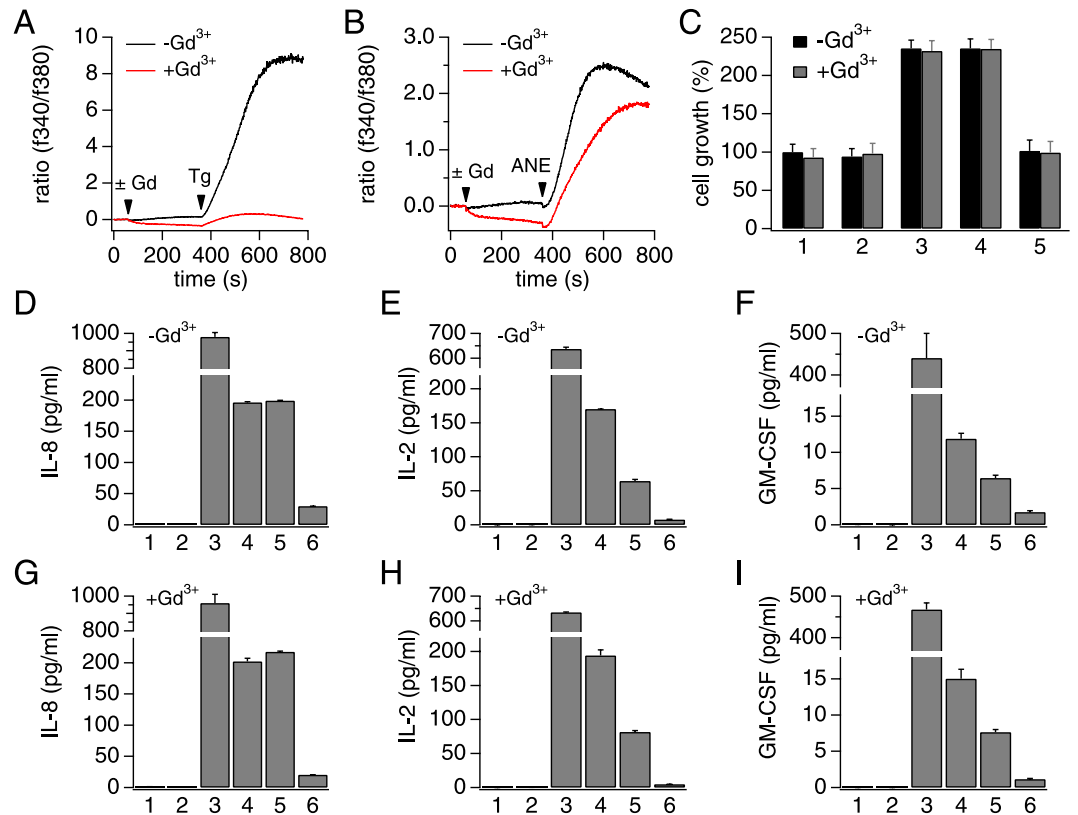 A
ratio (f340/f380)
10
8
6
4
2
0
-Gd³⁺
+Gd³⁺
± Gd
Tg
0 200 400 600 800
time (s)
B
ratio (f340/f380)
3.0
2.0
1.0
0.0
-Gd³⁺
+Gd³⁺
± Gd
ANE
0 200 400 600 800
time (s)
C
cell growth (%)
250
200
150
100
50
0
-Gd³⁺
+Gd³⁺
1 2 3 4 5
D
IL-8 (pg/ml)
-Gd³⁺
1000
800
200
150
100
50
0
1 2 3 4 5 6
E
IL-2 (pg/ml)
-Gd³⁺
700
600
200
150
100
50
0
1 2 3 4 5 6
F
GM-CSF (pg/ml)
-Gd³⁺
500
400
15
10
5
0
1 2 3 4 5 6
G
IL-8 (pg/ml)
+Gd³⁺
1000
800
200
150
100
50
0
1 2 3 4 5 6
H
IL-2 (pg/ml)
+Gd³⁺
700
600
200
150
100
50
0
1 2 3 4 5 6
I
GM-CSF (pg/ml)
+Gd³⁺
500
400
15
10
5
0
1 2 3 4 5 6